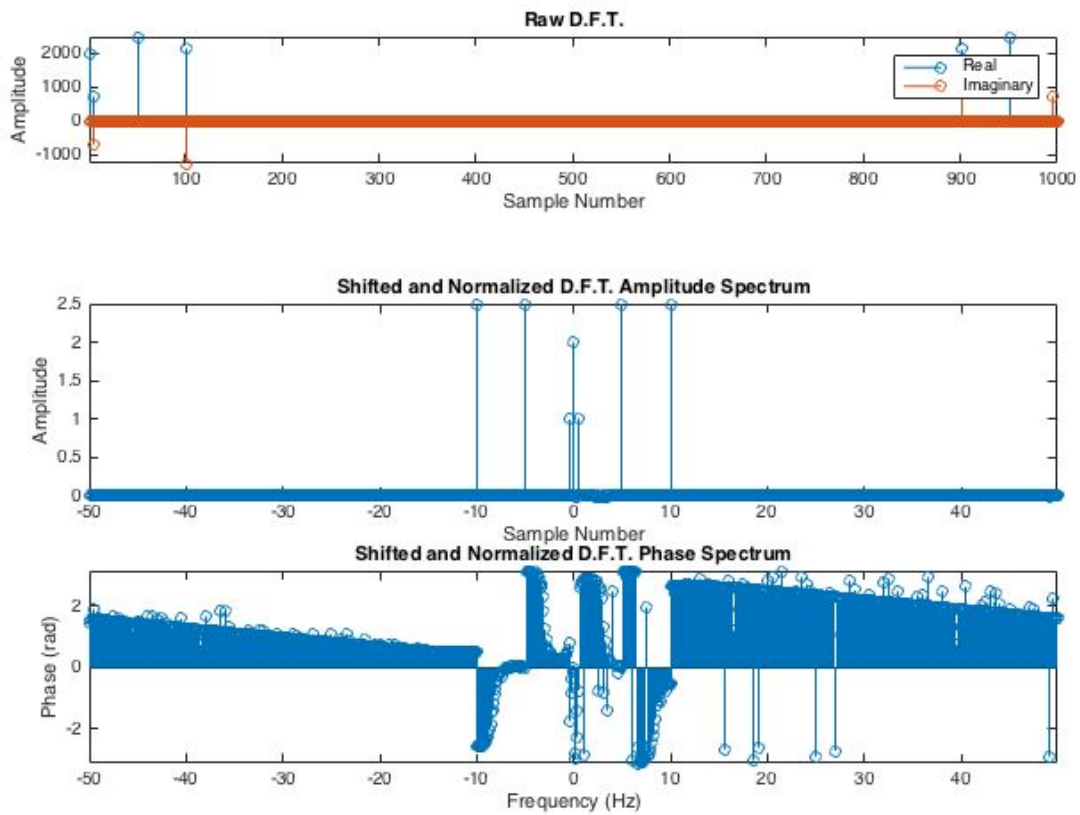 Raw D.F.T.
Amplitude
2000
1000
0
-1000
Real
Imaginary
100 200 300 400 500 600 700 800 900 1000
Sample Number
Shifted and Normalized D.F.T. Amplitude Spectrum
Amplitude
2.5
2
1.5
1
0.5
0
-50 -40 -30 -20 -10 0 10 20 30 40
Sample Number
Shifted and Normalized D.F.T. Phase Spectrum
Phase (rad)
2
0
-2
-50 -40 -30 -20 -10 0 10 20 30 40
Frequency (Hz)